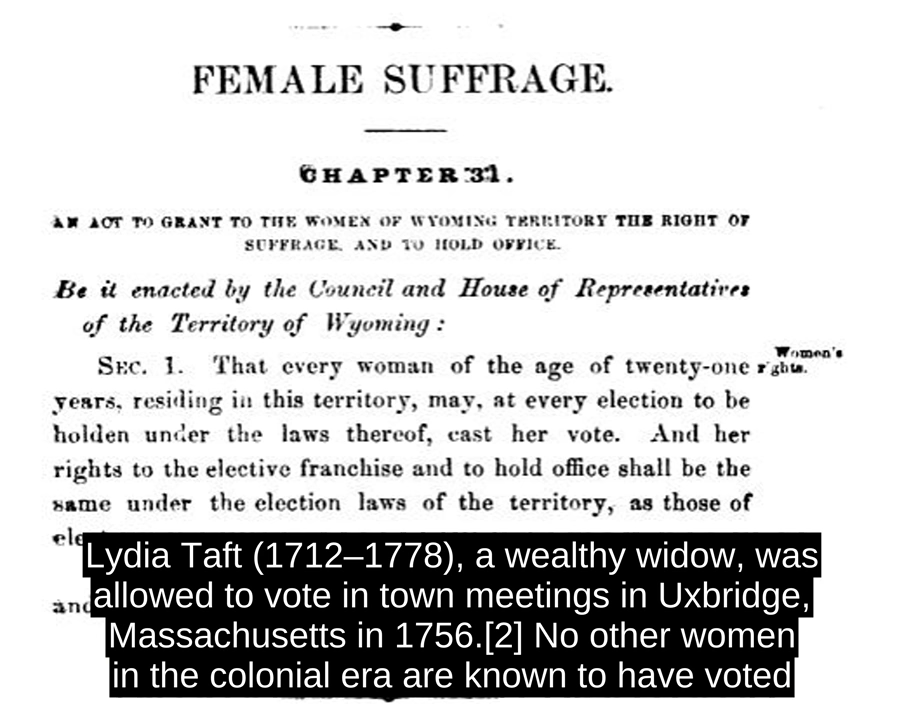 FEMALE SUFFRAGE.
CHAPTER 31.
AN ACT TO GRANT TO THE WOMEN OF WYOMING TERRITORY THE RIGHT OF
SUFFRAGE, AND TO HOLD OFFICE.
Be it enacted by the Council and House of Representatives
of the Territory of Wyoming:
SEC. 1. That every woman of the age of twenty-one
years, residing in this territory, may, at every election to be
holden under the laws thereof, cast her vote. And her
rights to the elective franchise and to hold office shall be the
same under the election laws of the territory, as those of
Women's
rights.
Lydia Taft (1712–1778), a wealthy widow, was
allowed to vote in town meetings in Uxbridge,
Massachusetts in 1756.[2] No other women
in the colonial era are known to have voted